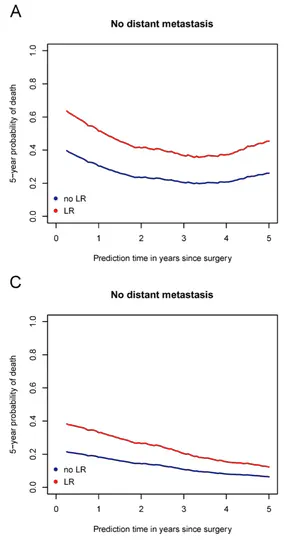 A
No distant metastasis
5−year probability of death
1.0
0.8
0.6
0.4
0.2
0.0
no LR
LR
0 1 2 3 4 5
Prediction time in years since surgery
C
No distant metastasis
5−year probability of death
1.0
0.8
0.6
0.4
0.2
0.0
no LR
LR
0 1 2 3 4 5
Prediction time in years since surgery